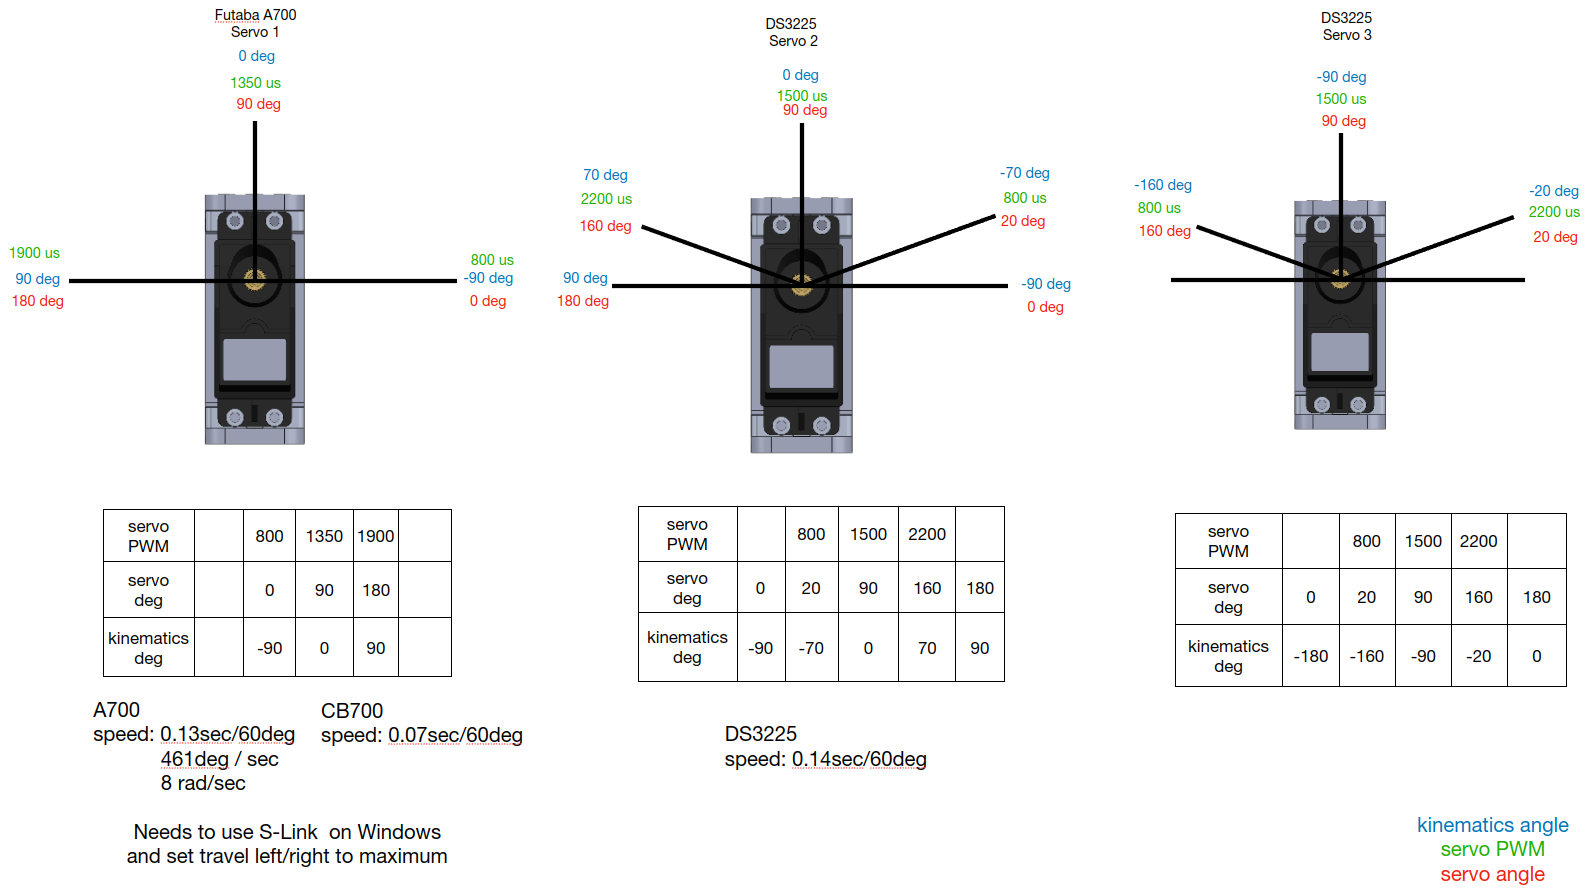 Futaba A700
Servo 1
0 deg
1350 us
90 deg
1900 us
90 deg
180 deg
800 us
-90 deg
0 deg
DS3225
Servo 2
0 deg
1500 us
90 deg
70 deg
2200 us
160 deg
-70 deg
800 us
20 deg
90 deg
180 deg
-90 deg
0 deg
DS3225
Servo 3
-90 deg
1500 us
90 deg
-160 deg
800 us
160 deg
-20 deg
2200 us
20 deg
servo PWM 800 1350 1900
servo deg 0 90 180
kinematics deg -90 0 90
servo PWM 800 1500 2200
servo deg 0 20 90 160 180
kinematics deg -90 -70 0 70 90
servo PWM 800 1500 2200
servo deg 0 20 90 160 180
kinematics deg -180 -160 -90 -20 0
A700
speed: 0.13sec/60deg
461deg / sec
8 rad/sec
CB700
speed: 0.07sec/60deg
DS3225
speed: 0.14sec/60deg
Needs to use S-Link on Windows
and set travel left/right to maximum
kinematics angle
servo PWM
servo angle